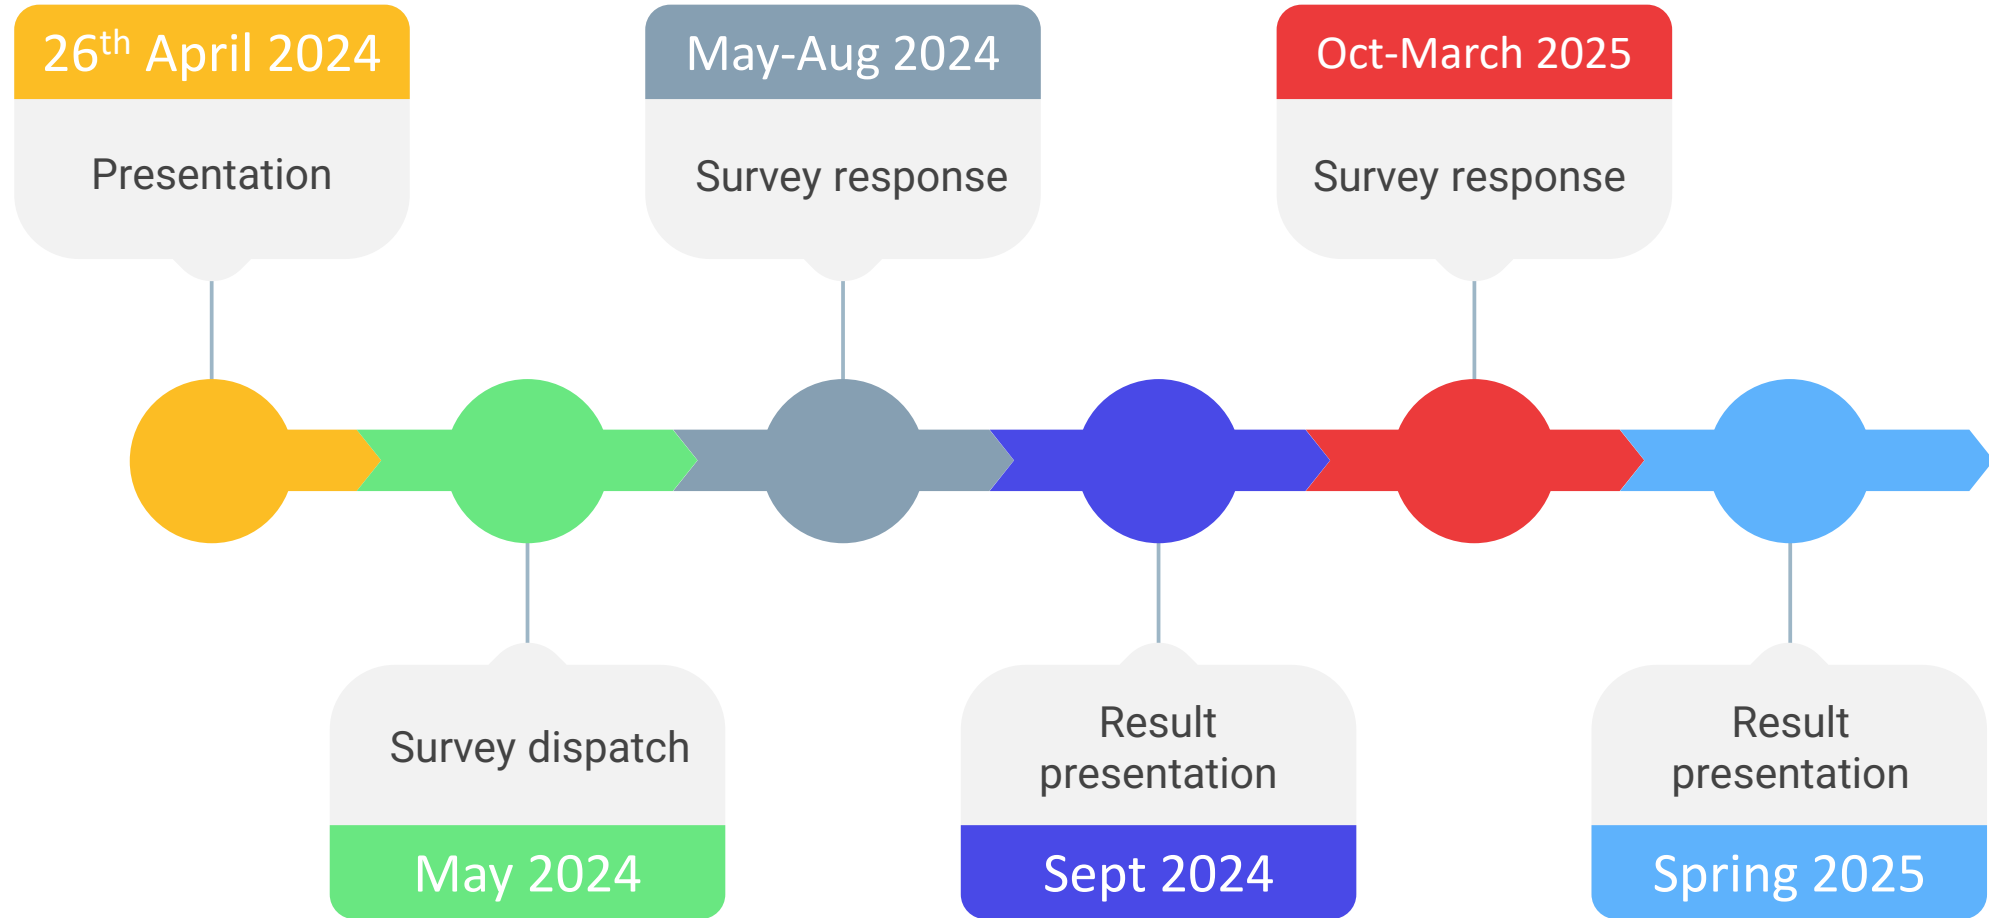 26th April 2024
Presentation
May-Aug 2024
Survey response
Oct-March 2025
Survey response
Survey dispatch
May 2024
Result
presentation
Sept 2024
Result
presentation
Spring 2025